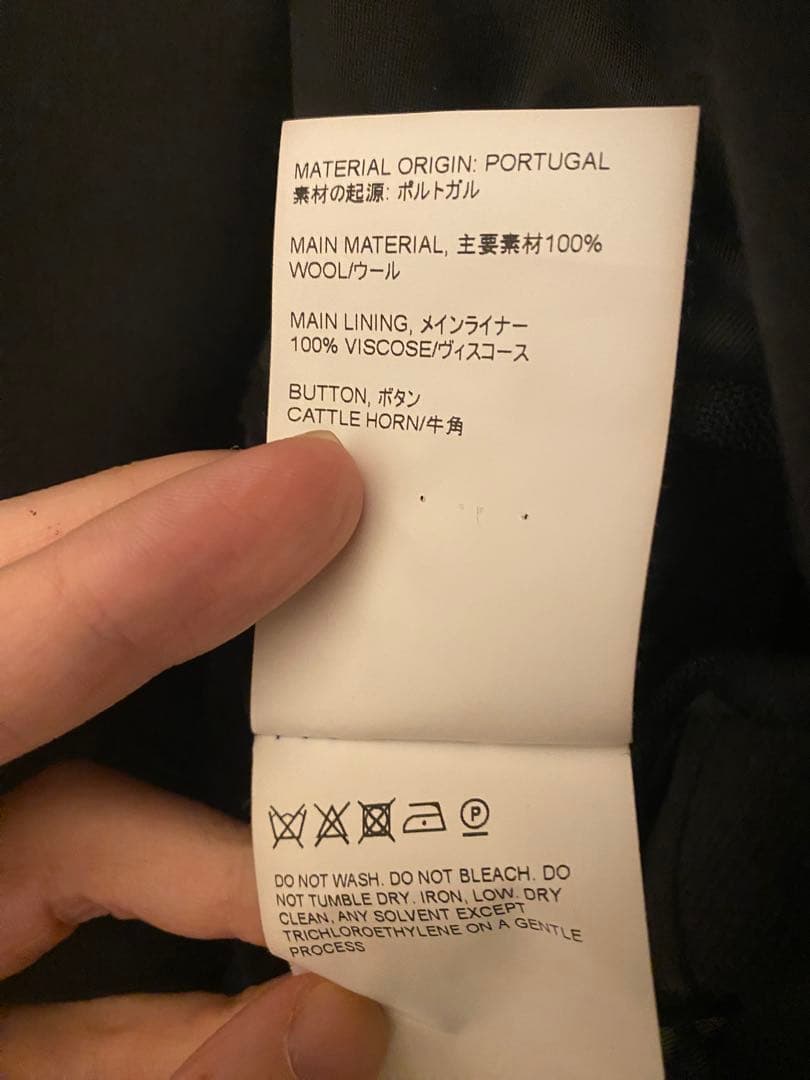 MATERIAL ORIGIN: PORTUGAL
素材の起源: ポルトガル
MAIN MATERIAL, 主要素材100%
WOOL/ウール
MAIN LINING, メインライナー
100% VISCOSE/ヴィスコース
BUTTON, ボタン
CATTLE HORN/牛角
P
DO NOT WASH. DO NOT BLEACH. DO
NOT TUMBLE DRY. IRON, LOW. DRY
CLEAN, ANY SOLVENT EXCEPT
TRICHLOROETHYLENE ON A GENTLE
PROCESS